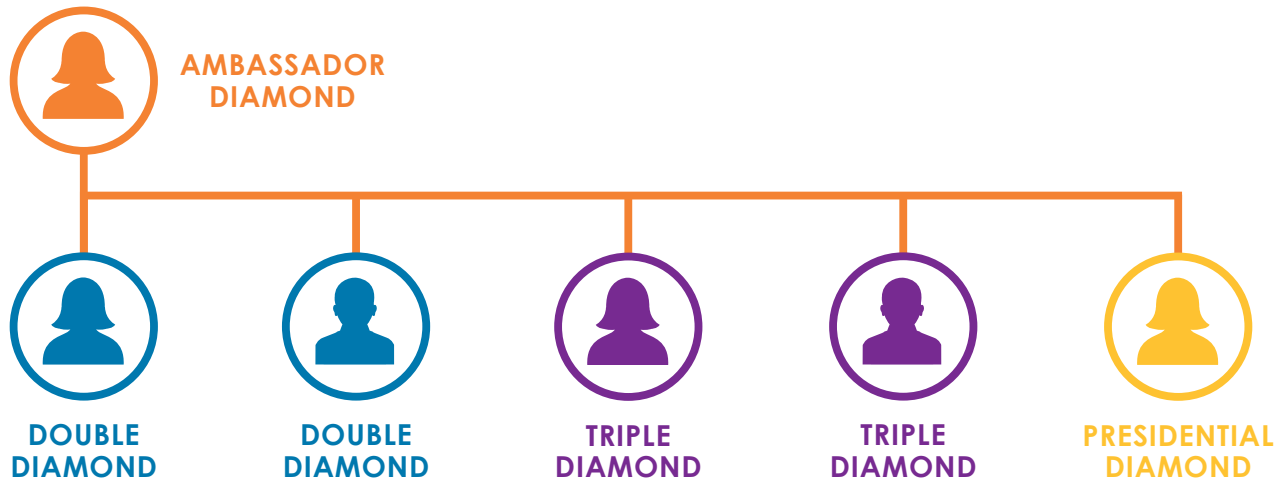 AMBASSADOR
DIAMOND
DOUBLE
DIAMOND
DOUBLE
DIAMOND
TRIPLE
DIAMOND
TRIPLE
DIAMOND
PRESIDENTIAL
DIAMOND